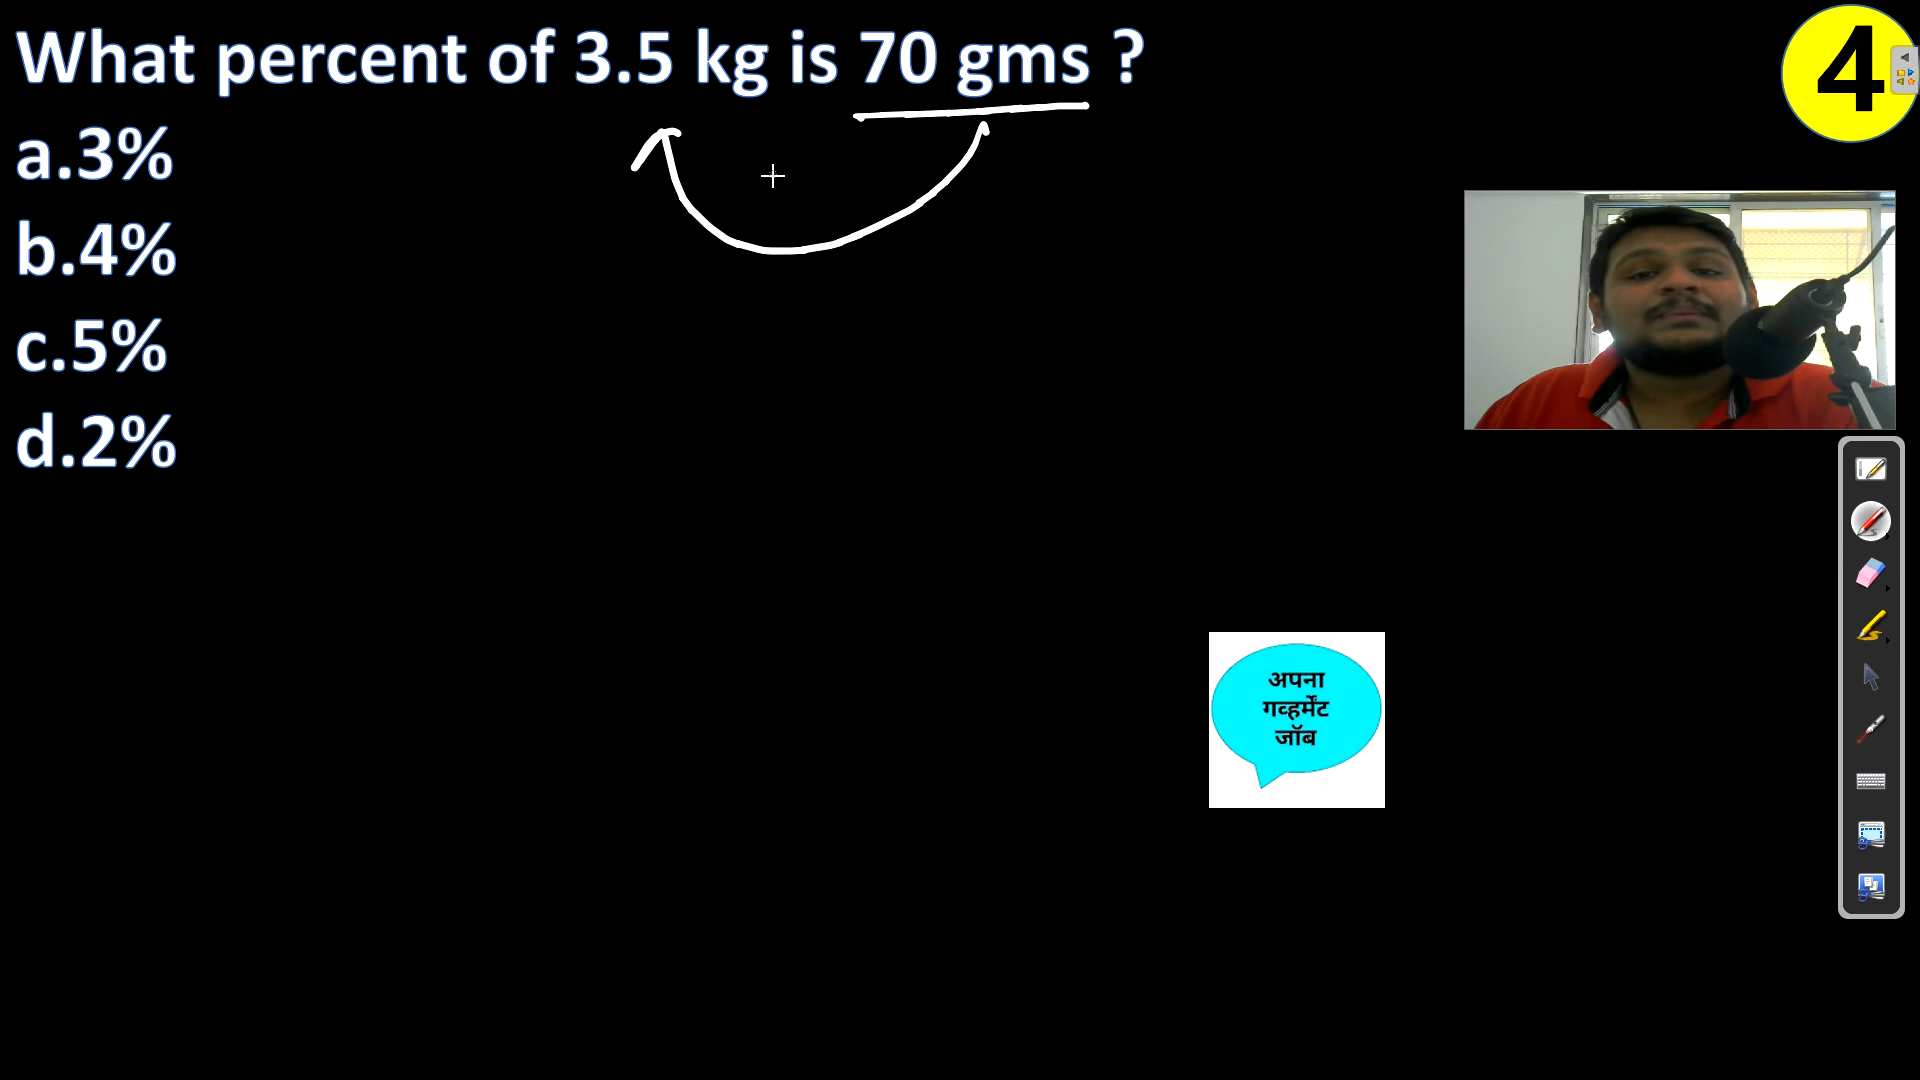 What percent of 3.5 kg is 70 gms ?
4
a.3%
b.4%
c.5%
d.2%
अपना
गव्हर्मेंट
जॉब